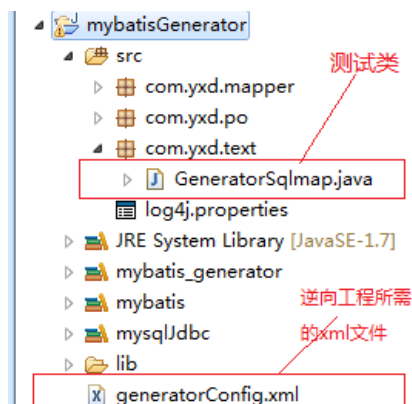 mybatisGenerator
src
测试类
com.yxd.mapper
com.yxd.po
com.yxd.text
GeneratorSqlmap.java
log4j.properties
JRE System Library [JavaSE-1.7]
mybatis_generator
mybatis
逆向工程所需
mysqlJdbc
的xml文件
lib
generatorConfig.xml